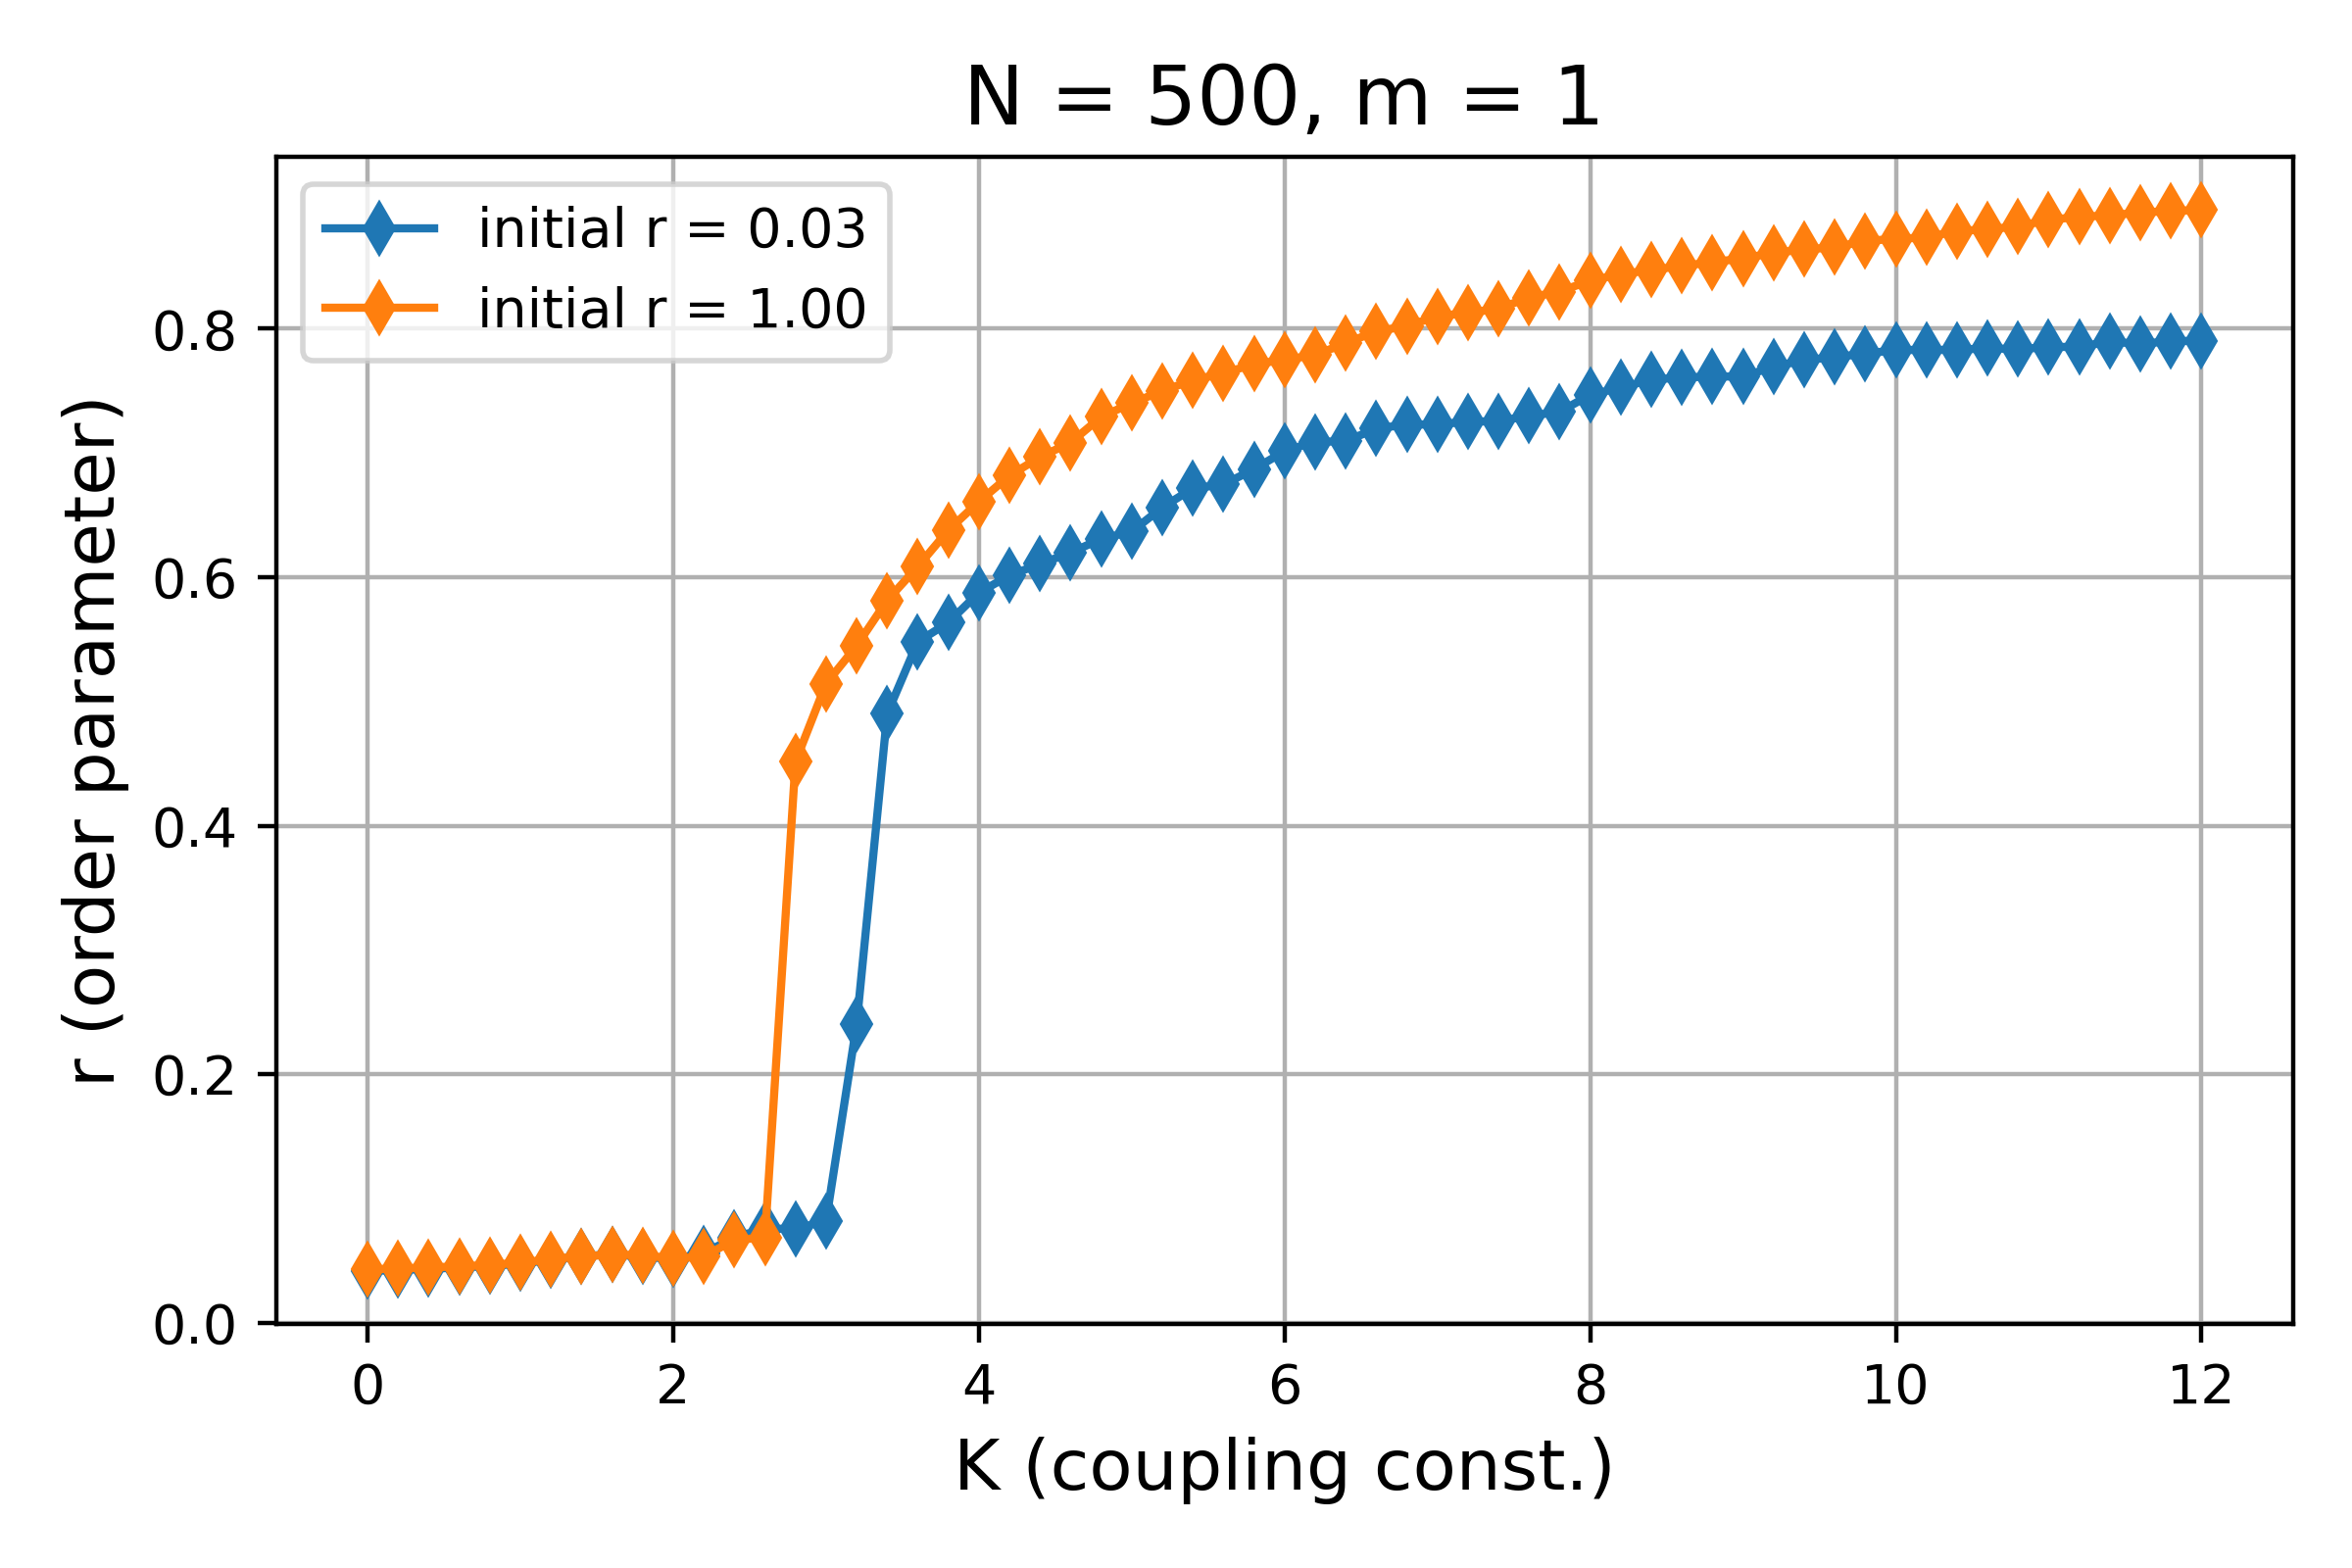 N = 500, m = 1
initial r = 0.03
initial r = 1.00
r (order parameter)
0.8
0.6
0.4
0.2
0.0
0 2 4 6 8 10 12
K (coupling const.)